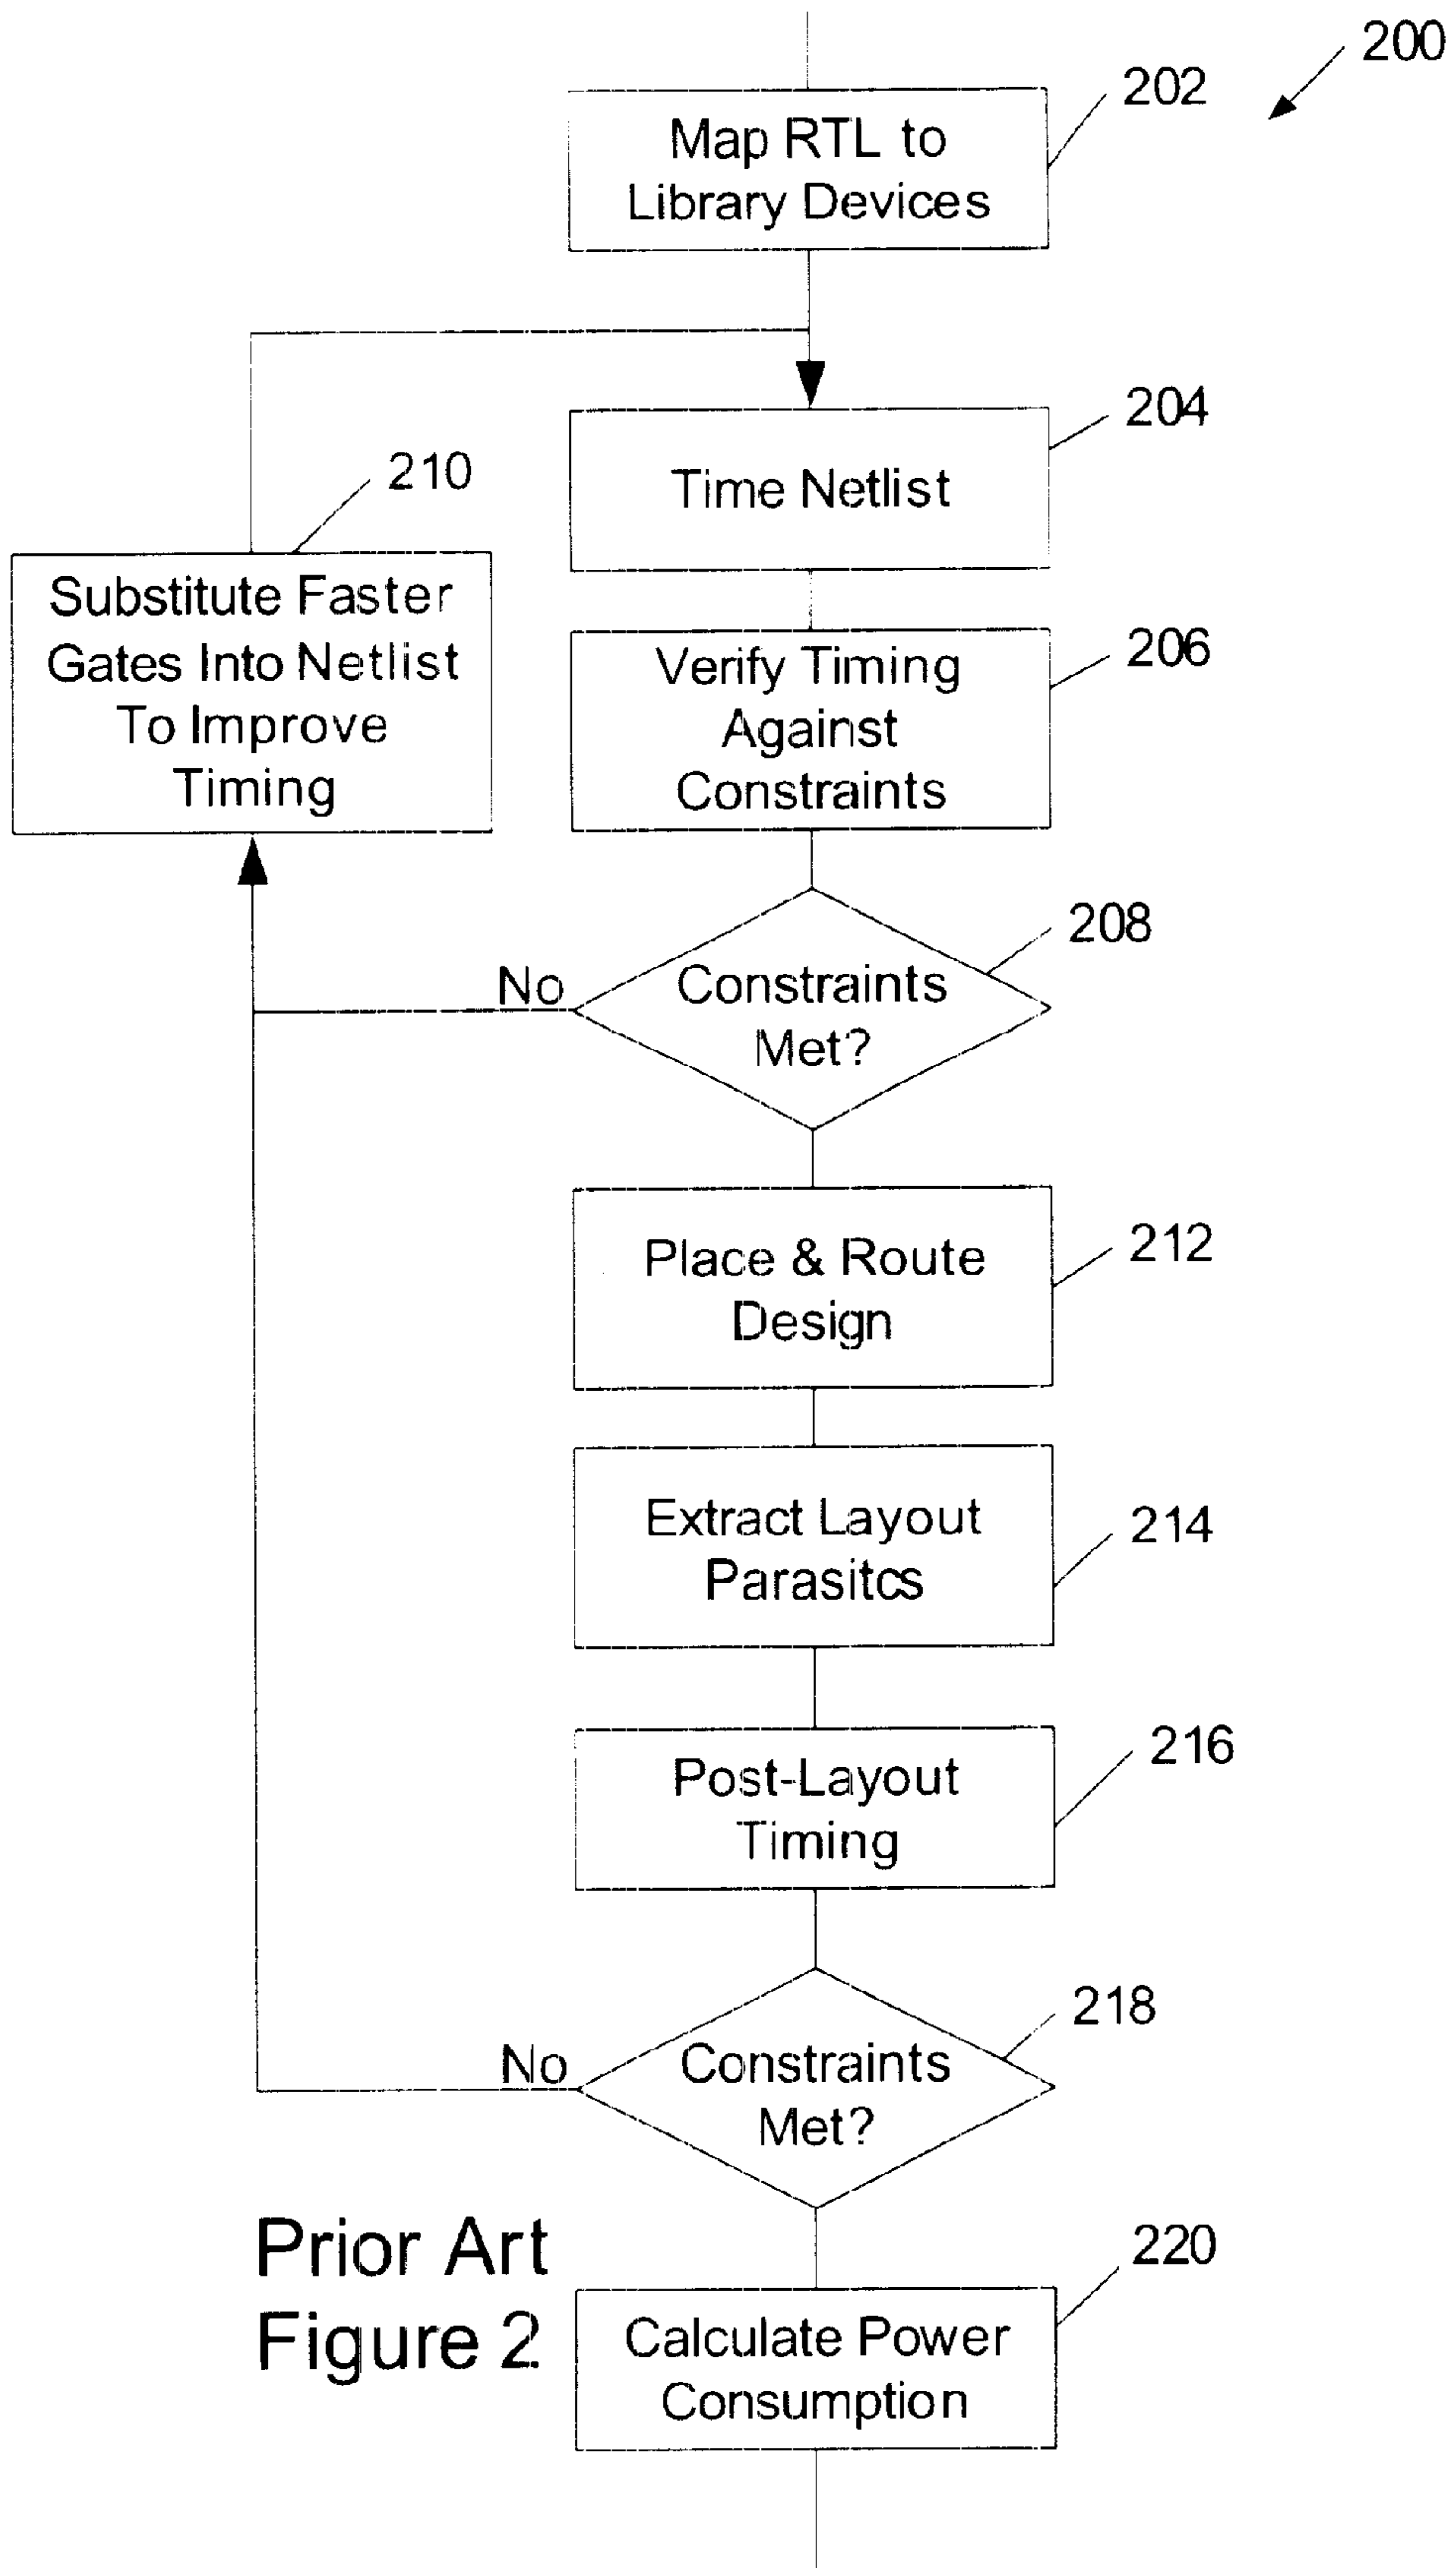 200
202
Map RTL to
Library Devices
204
Time Netlist
210
Substitute Faster
Gates Into Netlist
To Improve
Timing
206
Verify Timing
Against
Constraints
208
No
Constraints
Met?
212
Place & Route
Design
214
Extract Layout
Parasitcs
216
Post-Layout
Timing
218
No
Constraints
Met?
220
Calculate Power
Consumption
Prior Art
Figure 2